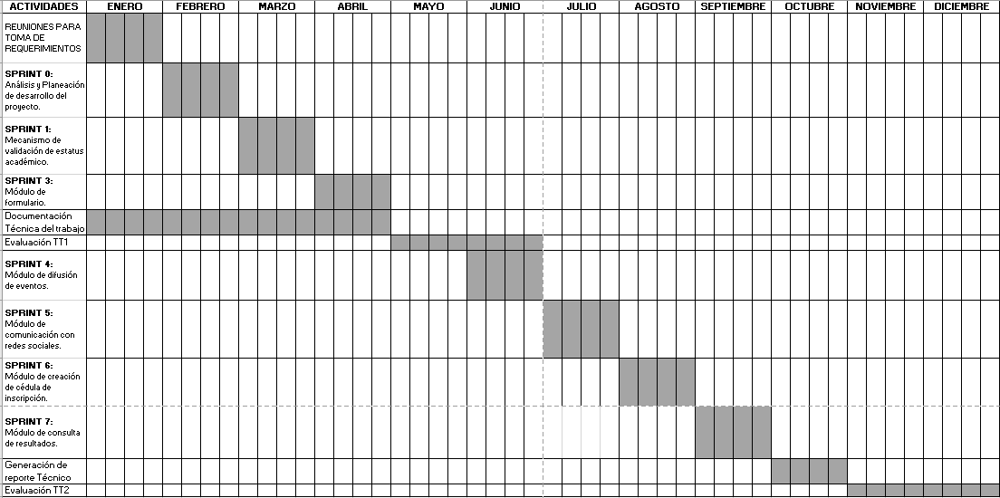 ACTIVIDADES ENERO FEBRERO MARZO ABRIL MAYO JUNIO JULIO AGOSTO SEPTIEMBRE OCTUBRE NOVIEMBRE DICIEMBRE
REUNIONES PARA
TOMA DE
REQUERIMIENTOS
SPRINT 0:
Análisis y Planeación
de desarrollo del
proyecto.
SPRINT 1:
Mecanismo de
validación de estatus
académico.
SPRINT 3:
Módulo de
formulario.
Documentación
Técnica del trabajo
Evaluación TT1
SPRINT 4:
Módulo de difusión
de eventos.
SPRINT 5:
Módulo de
comunicación con
redes sociales.
SPRINT 6:
Módulo de creación
de cédula de
inscripción.
SPRINT 7:
Módulo de consulta
de resultados.
Generación de
reporte Técnico
Evaluación TT2